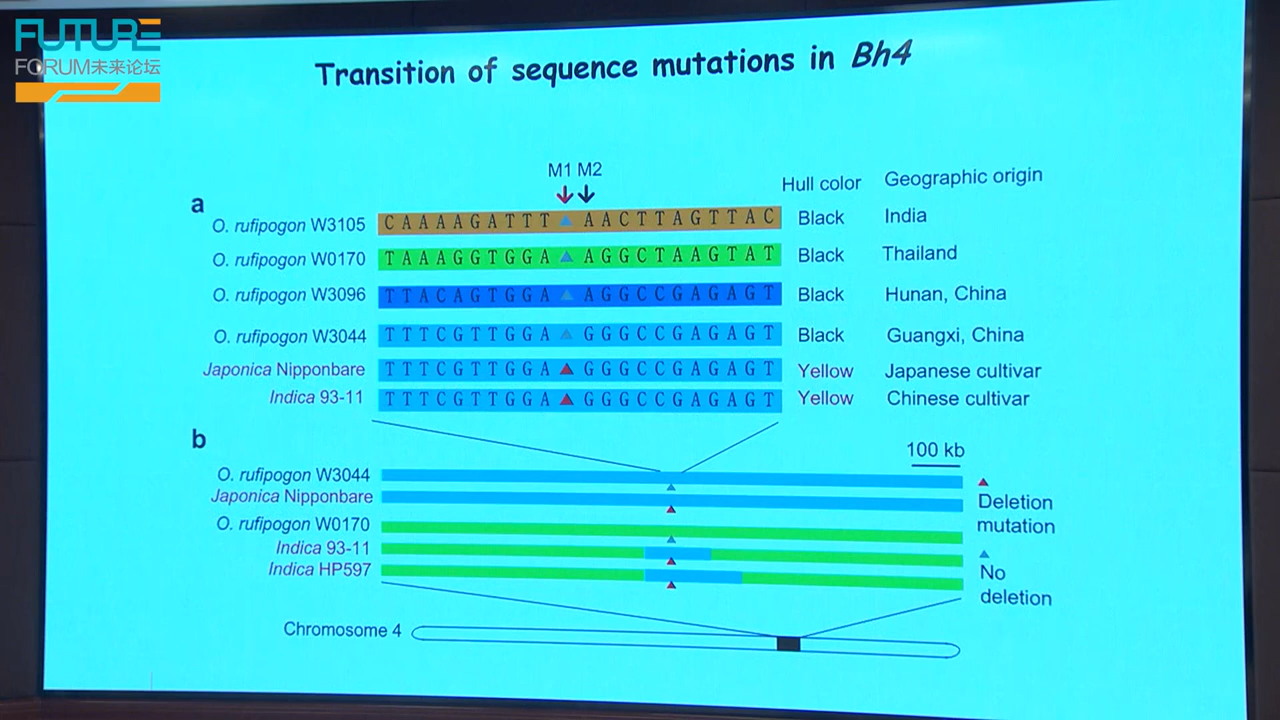 FUTURE
FORUM未来论坛
Transition of sequence mutations in Bh4
M1 M2
Hull color
Geographic origin
a
O. rufipogon W3105 CAAAAGATTT AACTTAGTTAC Black India
O. rufipogon W0170 TAAAGGTGGA AGGCTAAGTAT Black Thailand
O. rufipogon W3096 TTACAGTGGA AGGCCGAGAGT Black Hunan, China
O. rufipogon W3044 TTTCGTTGGA GGGCCGAGAGT Black Guangxi, China
Japonica Nipponbare TTTCGTTGGA GGGCCGAGAGT Yellow Japanese cultivar
Indica 93-11 TTTCGTTGGA GGGCCGAGAGT Yellow Chinese cultivar
b
100 kb
O. rufipogon W3044
Japonica Nipponbare
O. rufipogon W0170
Indica 93-11
Indica HP597
Deletion
mutation
No
deletion
Chromosome 4